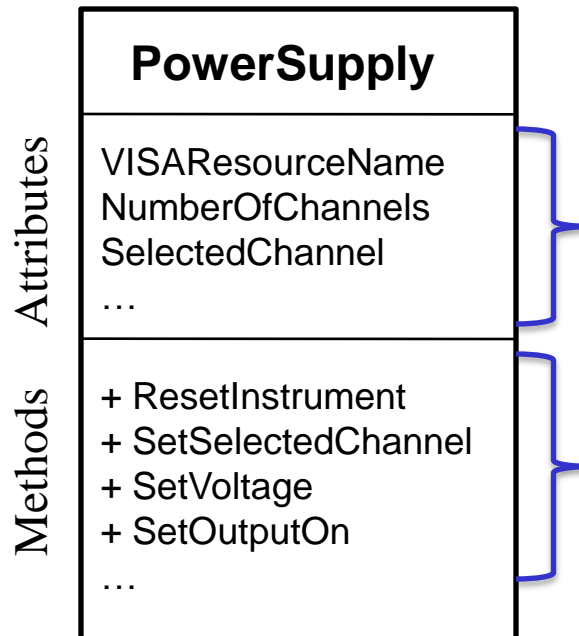 PowerSupply
Attributes
VISAResourceName
NumberOfChannels
SelectedChannel
…
Methods
+ ResetInstrument
+ SetSelectedChannel
+ SetVoltage
+ SetOutputOn
…